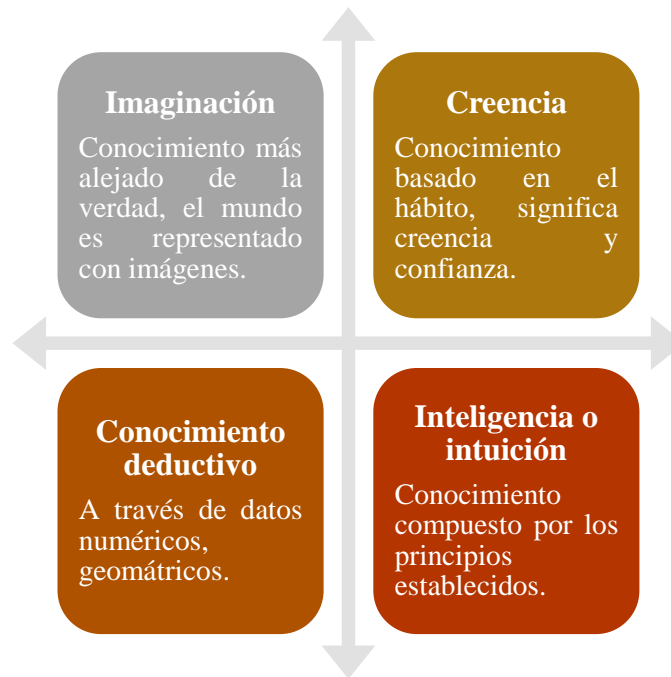 Imaginación
Conocimiento más
alejado de la
verdad, el mundo
es representado
con imágenes.
Creencia
Conocimiento
basado en el
hábito, significa
creencia y
confianza.
Conocimiento
deductivo
A través de datos
numéricos,
geomátricos.
Inteligencia o
intuición
Conocimiento
compuesto por los
principios
establecidos.